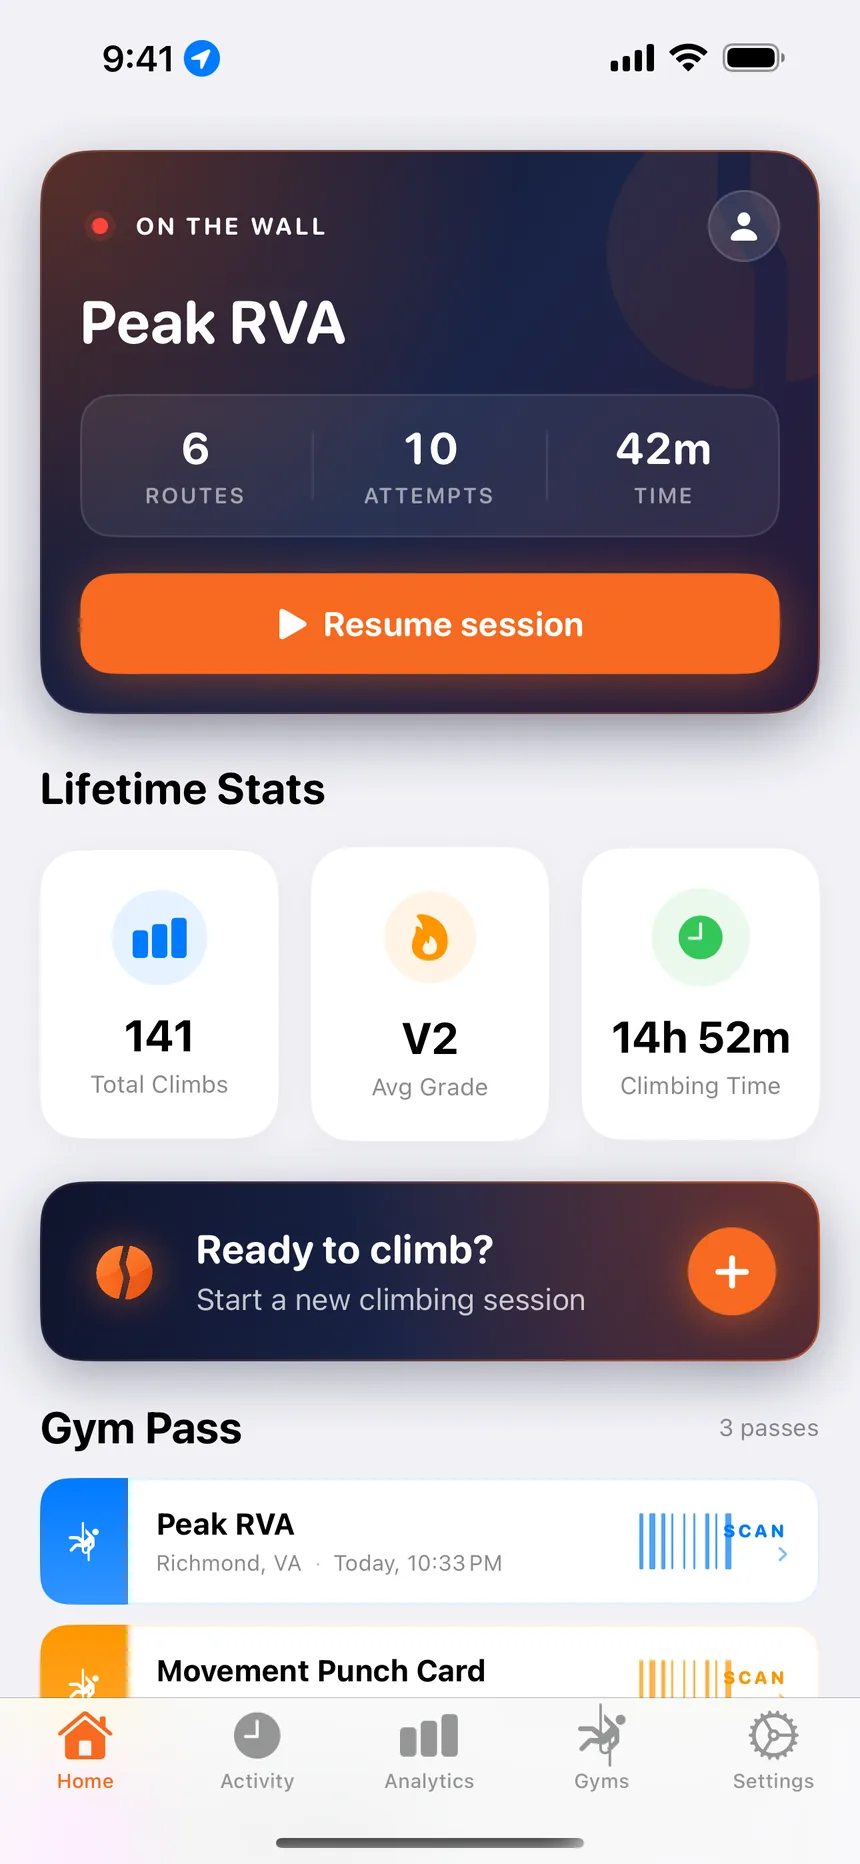 9:41
ON THE WALL
Peak RVA
6 10 42m
ROUTES ATTEMPTS TIME
Resume session
Lifetime Stats
141 V2 14h 52m
Total Climbs Avg Grade Climbing Time
Ready to climb?
Start a new climbing session
Gym Pass 3 passes
Peak RVA SCAN
Richmond, VA · Today, 10:33 PM
Movement Punch Card SCAN
Home Activity Analytics Gyms Settings